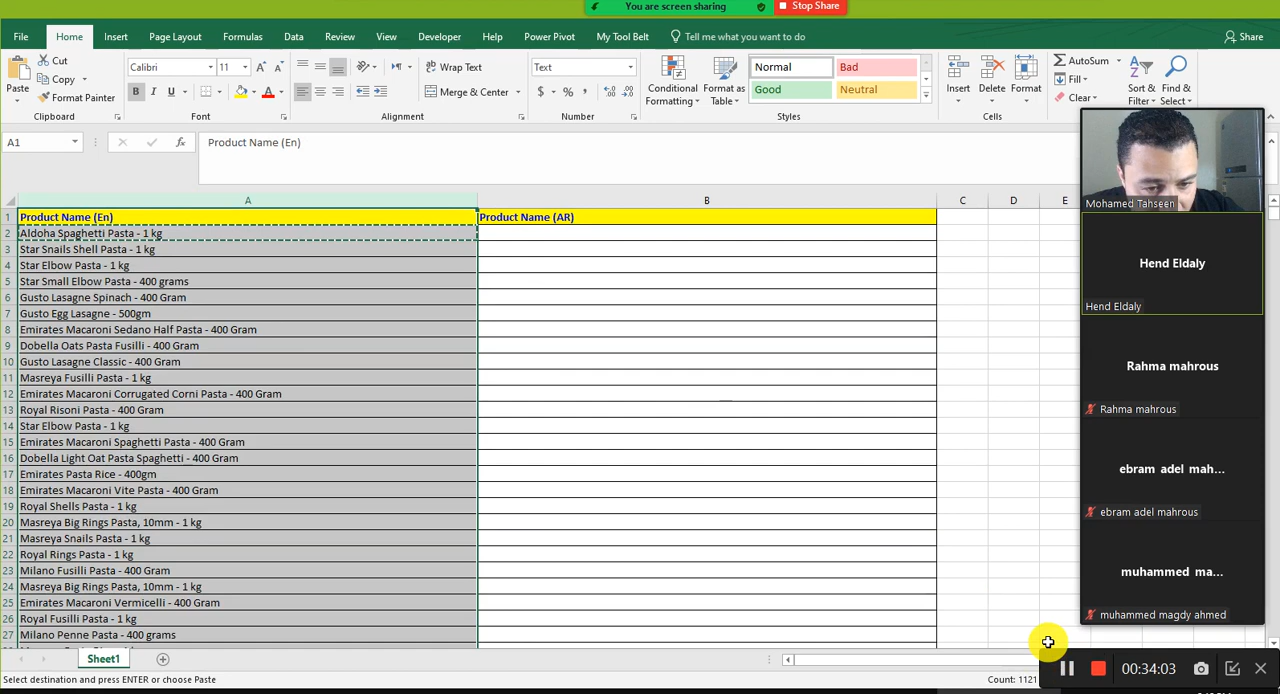 You are screen sharing
Stop Share
File Home Insert Page Layout Formulas Data Review View Developer Help Power Pivot My Tool Belt Tell me what you want to do Share
Paste
Cut
Copy
Format Painter
Clipboard
Calibri 11
B I U A
Font
Wrap Text
Merge & Center
Alignment
Text
$ % ,
Number
Conditional Formatting
Format as Table
Normal Bad
Good Neutral
Styles
Insert Delete Format
Cells
AutoSum
Fill
Clear
Sort & Filter
Find & Select
A1 fx Product Name (En)
A B C D E
1 Product Name (En) Product Name (AR)
2 Aldoha Spaghetti Pasta - 1 kg
3 Star Snails Shell Pasta - 1 kg
4 Star Elbow Pasta - 1 kg
5 Star Small Elbow Pasta - 400 grams
6 Gusto Lasagne Spinach - 400 Gram
7 Gusto Egg Lasagne - 500gm
8 Emirates Macaroni Sedano Half Pasta - 400 Gram
9 Dobella Oats Pasta Fusilli - 400 Gram
10 Gusto Lasagne Classic - 400 Gram
11 Masreya Fusilli Pasta - 1 kg
12 Emirates Macaroni Corrugated Corni Pasta - 400 Gram
13 Royal Risoni Pasta - 400 Gram
14 Star Elbow Pasta - 1 kg
15 Emirates Macaroni Spaghetti Pasta - 400 Gram
16 Dobella Light Oat Pasta Spaghetti - 400 Gram
17 Emirates Pasta Rice - 400gm
18 Emirates Macaroni Vite Pasta - 400 Gram
19 Royal Shells Pasta - 1 kg
20 Masreya Big Rings Pasta, 10mm - 1 kg
21 Masreya Snails Pasta - 1 kg
22 Royal Rings Pasta - 1 kg
23 Milano Fusilli Pasta - 400 Gram
24 Masreya Big Rings Pasta, 10mm - 1 kg
25 Emirates Macaroni Vermicelli - 400 Gram
26 Royal Fusilli Pasta - 1 kg
27 Milano Penne Pasta - 400 grams
Sheet1
Select destination and press ENTER or choose Paste
Count: 1121
Mohamed Tahseen
Hend Eldaly
Hend Eldaly
Rahma mahrous
Rahma mahrous
ebram adel mah...
ebram adel mahrous
muhammed ma...
muhammed magdy ahmed
00:34:03